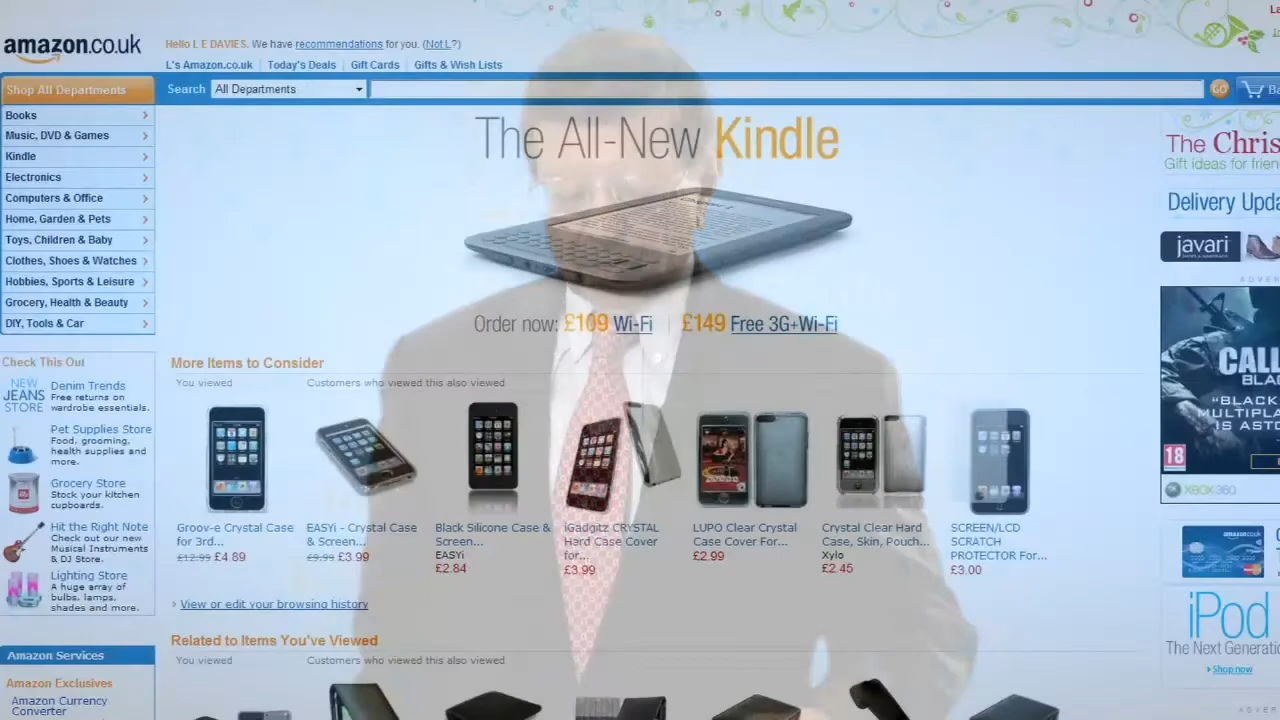 amazon.co.uk
Hello L E DAVIES. We have recommendations for you. (Not L?)
L's Amazon.co.uk | Today's Deals | Gift Cards | Gifts & Wish Lists
Shop All Departments
Search All Departments
GO
Books
Music, DVD & Games
Kindle
Electronics
Computers & Office
Home, Garden & Pets
Toys, Children & Baby
Clothes, Shoes & Watches
Hobbies, Sports & Leisure
Grocery, Health & Beauty
DIY, Tools & Car
The All-New Kindle
Order now: £109 Wi-Fi | £149 Free 3G+Wi-Fi
Check This Out
NEW JEANS STORE
Denim Trends
Free returns on
wardrobe essentials.
Pet Supplies Store
Food, grooming,
health supplies and
more.
Grocery Store
Stock your kitchen
cupboards.
Hit the Right Note
Check out our new
Musical Instruments
& DJ Store.
Lighting Store
A huge array of
bulbs, lamps,
shades and more.
Amazon Services
Amazon Exclusives
Amazon Currency
Converter
More Items to Consider
You viewed
Customers who viewed this also viewed
Groov-e Crystal Case
for 3rd...
£12.99 £4.89
EASYi - Crystal Case
& Screen...
£9.99 £3.99
Black Silicone Case &
Screen...
EASYi
£2.84
iGadgitz CRYSTAL
Hard Case Cover
for...
£3.99
LUPO Clear Crystal
Case Cover For...
£2.99
Crystal Clear Hard
Case, Skin, Pouch...
Xylo
£2.45
SCREEN/LCD
SCRATCH
PROTECTOR For...
£3.00
› View or edit your browsing history
Related to Items You've Viewed
You viewed
Customers who viewed this also viewed
The Chris
Gift ideas for frien
Delivery Upda
javari
ADVER
CALL
BLAC
"BLACK
MULTIPLA
IS ASTO
18
XBOX 360
iPod
The Next Generati
› Shop now
ADVER